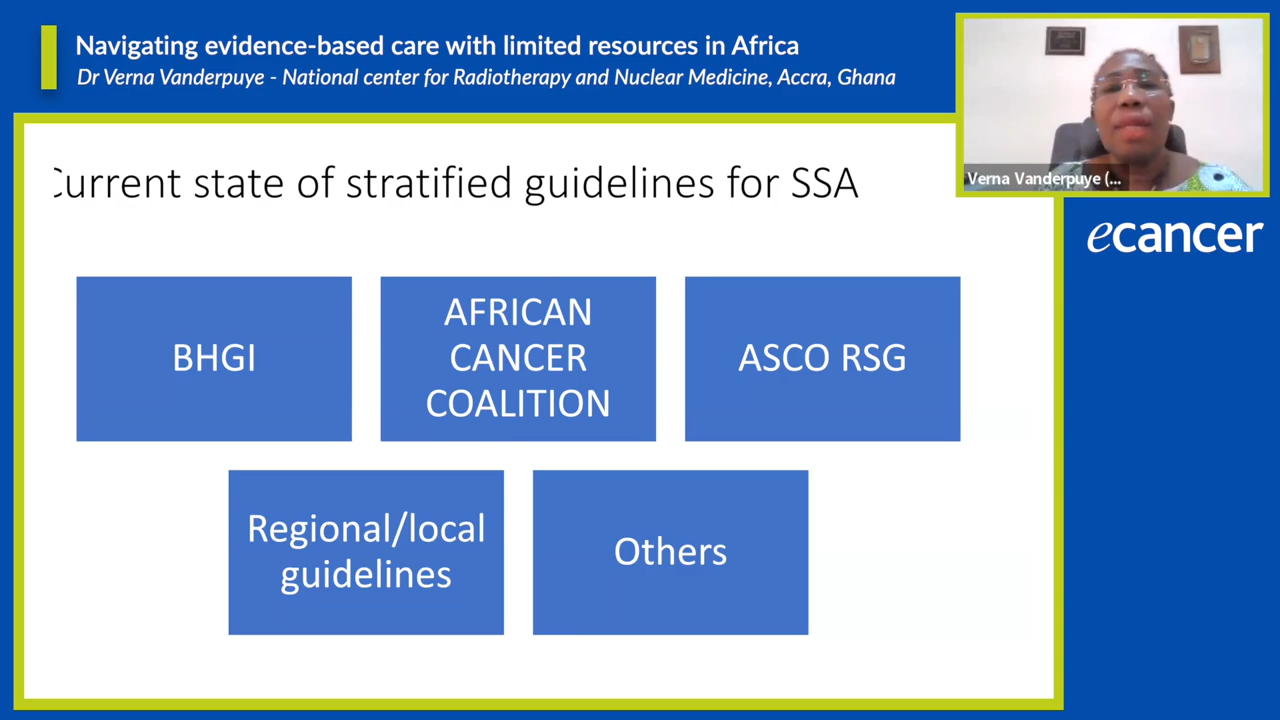 Navigating evidence-based care with limited resources in Africa
Dr Verna Vanderpuye - National center for Radiotherapy and Nuclear Medicine, Accra, Ghana
Verna Vanderpuye (...
ecancer
Current state of stratified guidelines for SSA
BHGI
AFRICAN
CANCER
COALITION
ASCO RSG
Regional/local
guidelines
Others